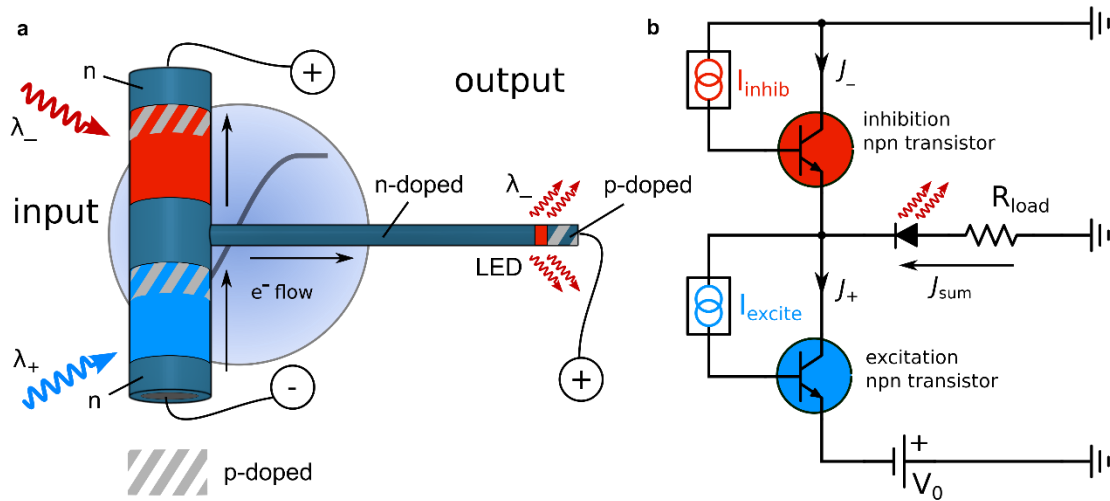 a
n
+
output
λ_
input
n-doped
λ_
p-doped
LED
e⁻ flow
λ₊
n
-
+
p-doped
b
I_inhib
J_
inhibition
npn transistor
R_load
J_sum
I_excite
J₊
excitation
npn transistor
+
V₀